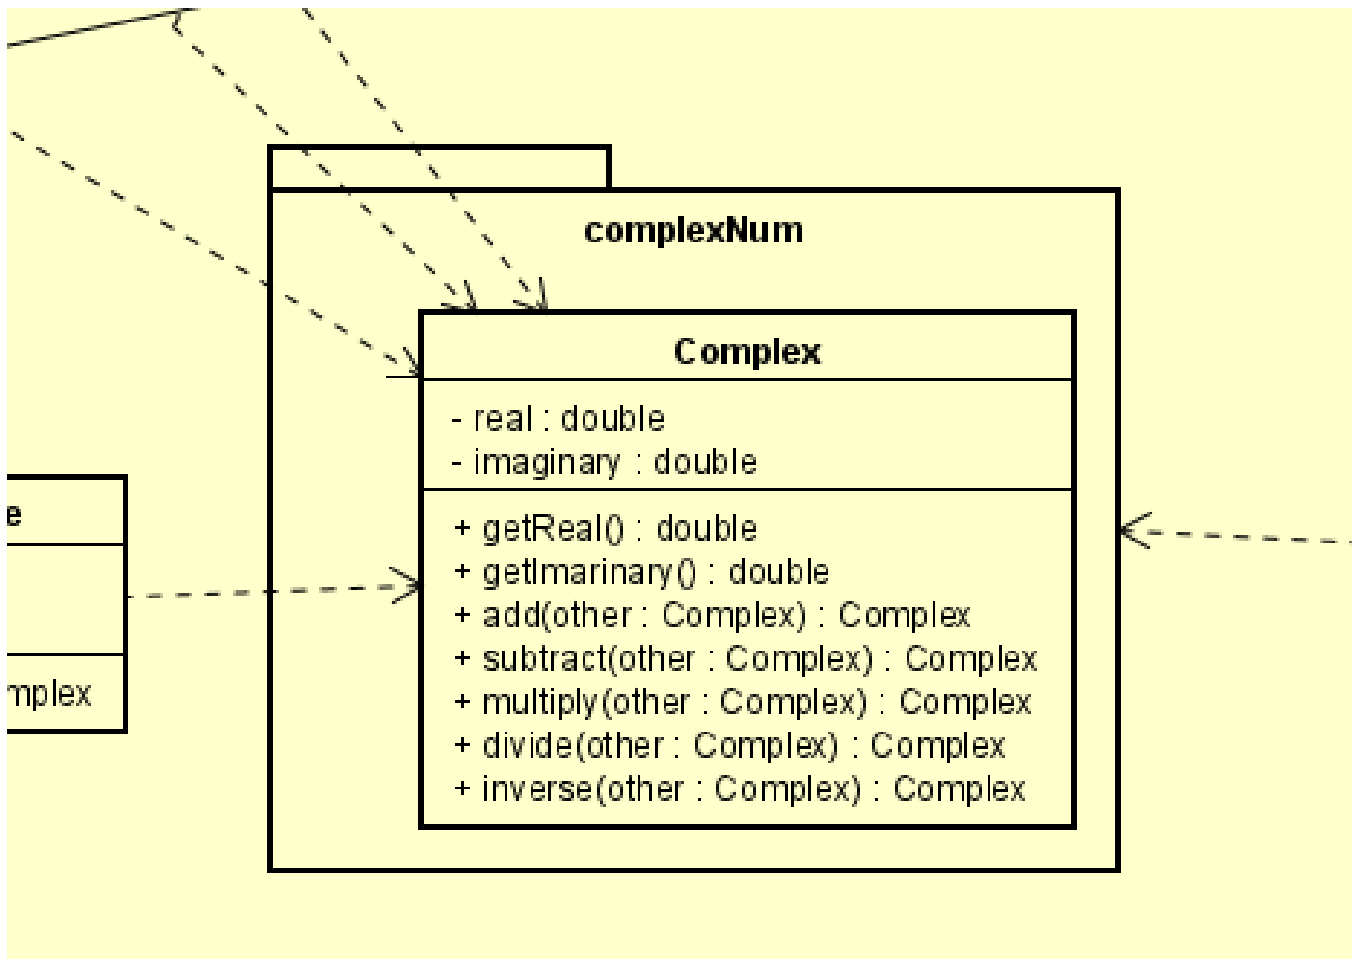 complexNum
Complex
- real : double
- imaginary : double
e
+ getReal() : double
+ getImarinary() : double
+ add(other : Complex) : Complex
+ subtract(other : Complex) : Complex
mplex
+ multiply(other : Complex) : Complex
+ divide(other : Complex) : Complex
+ inverse(other : Complex) : Complex